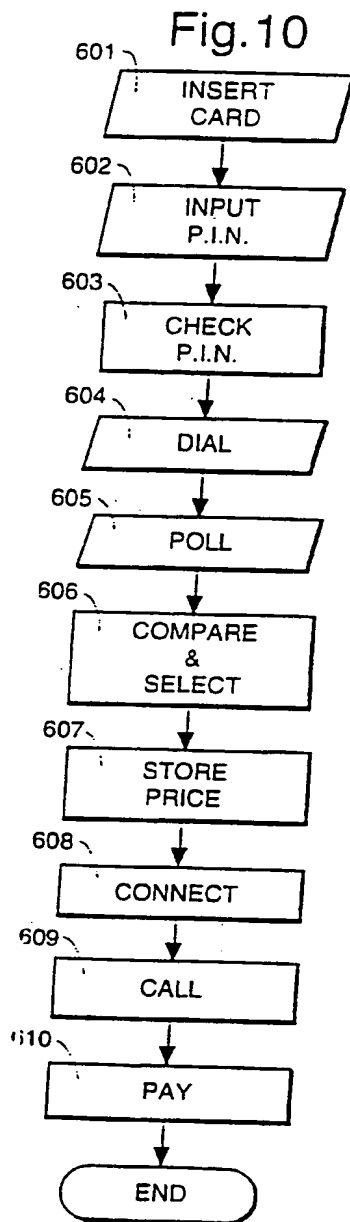 Fig.10
601
INSERT
CARD
602
INPUT
P.I.N.
603
CHECK
P.I.N.
604
DIAL
605
POLL
606
COMPARE
&
SELECT
607
STORE
PRICE
608
CONNECT
609
CALL
610
PAY
END